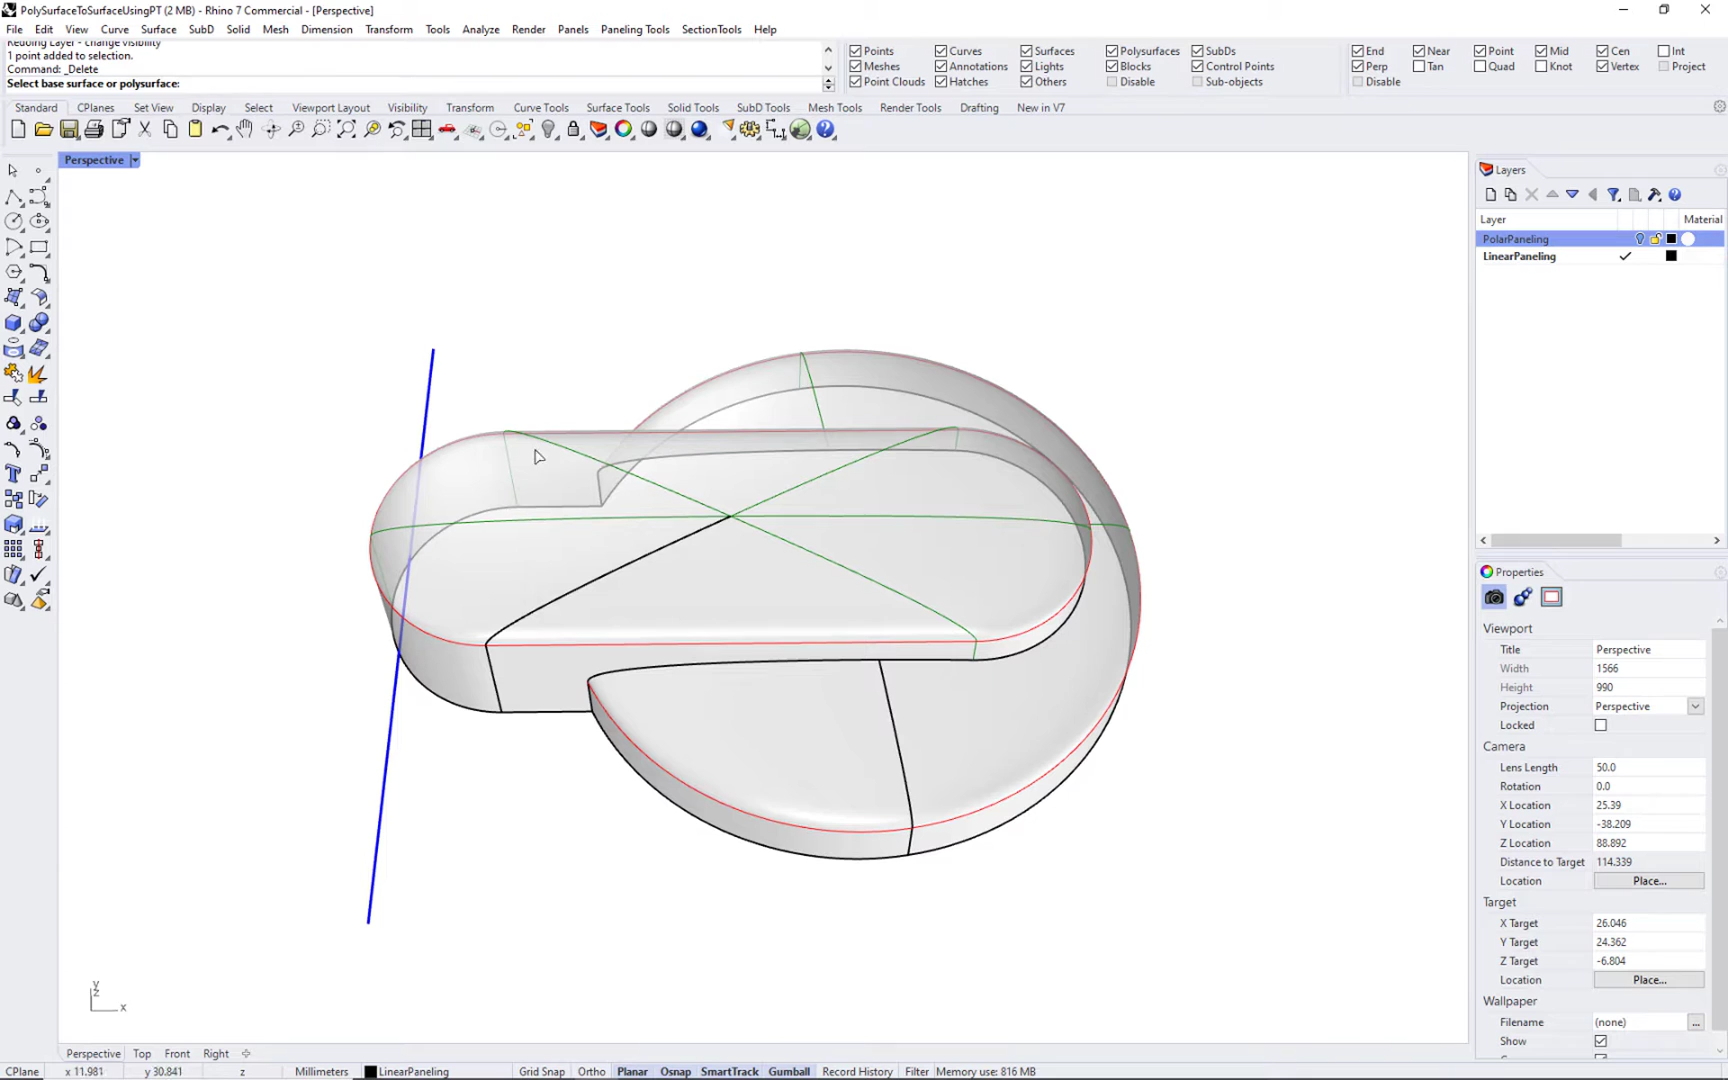 PolySurfaceToSurfaceUsingPT (2 MB) - Rhino 7 Commercial - [Perspective]
File Edit View Curve Surface SubD Solid Mesh Dimension Transform Tools Analyze Render Panels Paneling Tools SectionTools Help
Redoing Layer - change visibility
1 point added to selection.
Command: _Delete
Select base surface or polysurface:
Points Curves Surfaces Polysurfaces SubDs
Meshes Annotations Lights Blocks Control Points
Point Clouds Hatches Others Disable Sub-objects
End Near Point Mid Cen Int
Perp Tan Quad Knot Vertex Project
Disable
Standard CPlanes Set View Display Select Viewport Layout Visibility Transform Curve Tools Surface Tools Solid Tools SubD Tools Mesh Tools Render Tools Drafting New in V7
Perspective
Layers
Layer Material
PolarPaneling
LinearPaneling
Properties
Viewport
Title Perspective
Width 1566
Height 990
Projection Perspective
Locked
Camera
Lens Length 50.0
Rotation 0.0
X Location 25.39
Y Location -38.209
Z Location 88.892
Distance to Target 114.339
Location Place...
Target
X Target 26.046
Y Target 24.362
Z Target -6.804
Location Place...
Wallpaper
Filename (none) ...
Show
y
z
x
Perspective Top Front Right
CPlane x 11.981 y 30.841 z Millimeters LinearPaneling Grid Snap Ortho Planar Osnap SmartTrack Gumball Record History Filter Memory use: 816 MB